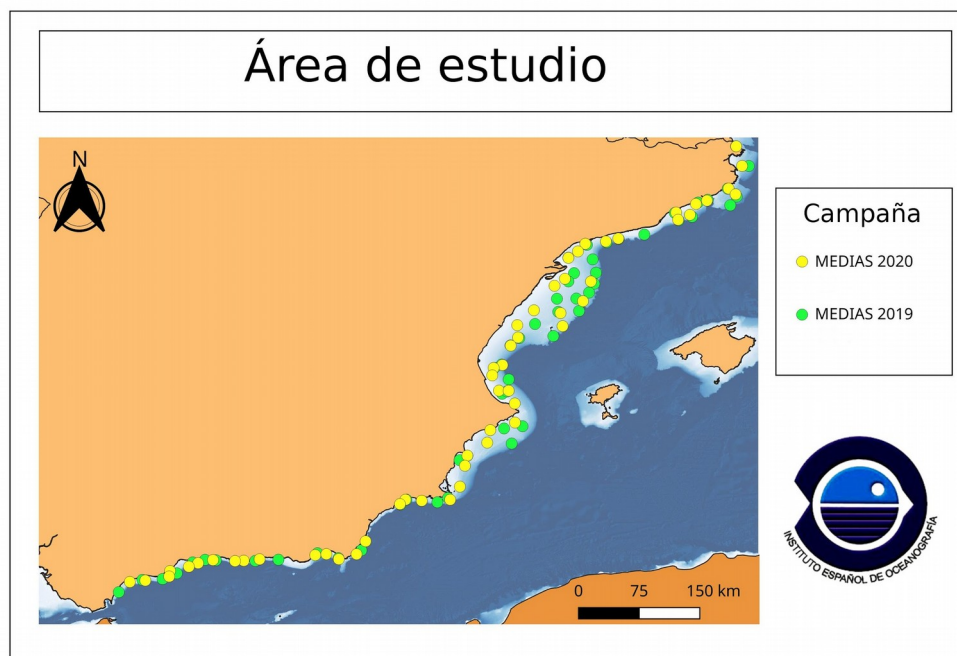 Área de estudio
N
Campaña
MEDIAS 2020
MEDIAS 2019
INSTITUTO ESPAÑOL DE OCEANOGRAFÍA
0 75 150 km